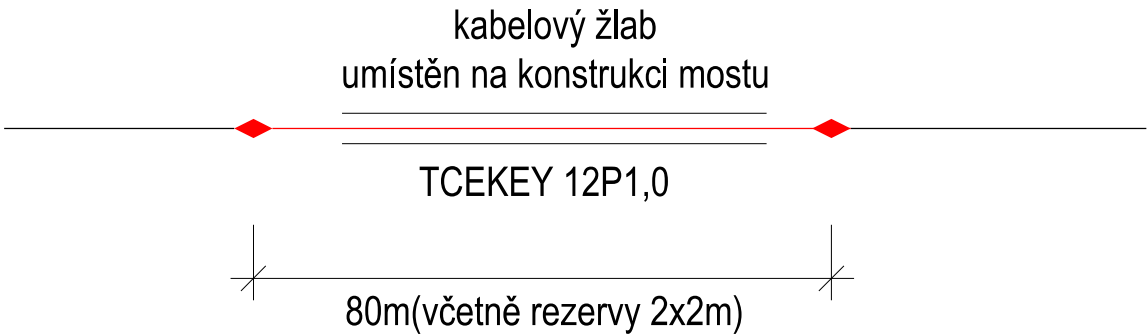 kabelový žlab
umístěn na konstrukci mostu
TCEKEY 12P1,0
80m(včetně rezervy 2x2m)